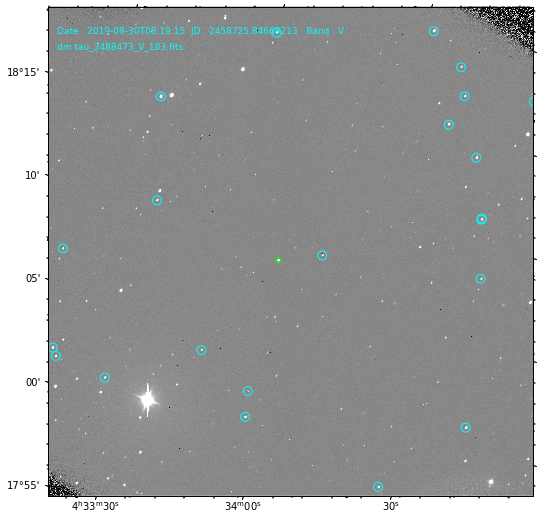 Date 2019-08-30T08:19:15 JD 2458725.84693213 Band V
dm tau_3488473_V_183.fits
18°15'
10'
05'
00'
17°55'
4ʰ33ᵐ30ˢ
34ᵐ00ˢ
30ˢ